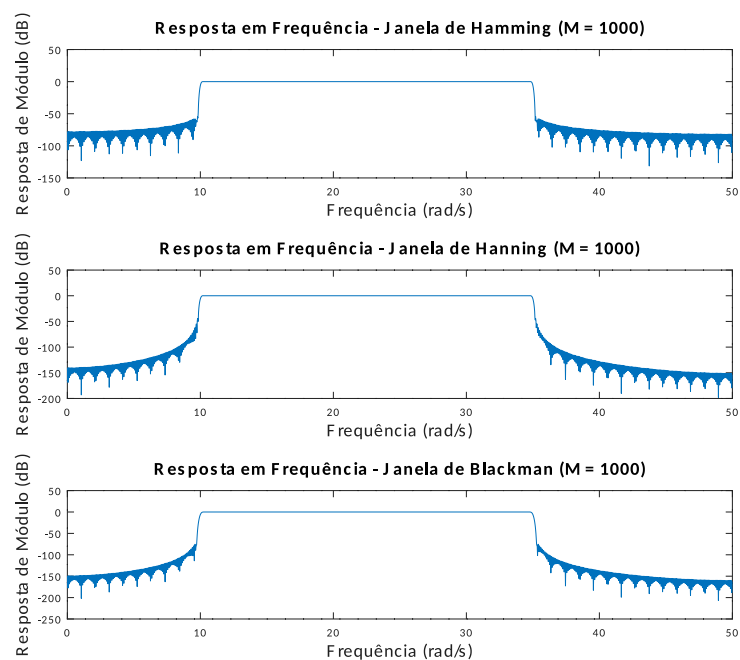 Resposta em Frequência - Janela de Hamming (M = 1000)
Resposta de Módulo (dB)
50
0
-50
-100
-150
0 10 20 30 40 50
Frequência (rad/s)
Resposta em Frequência - Janela de Hanning (M = 1000)
Resposta de Módulo (dB)
50
0
-50
-100
-150
-200
0 10 20 30 40 50
Frequência (rad/s)
Resposta em Frequência - Janela de Blackman (M = 1000)
Resposta de Módulo (dB)
50
0
-50
-100
-150
-200
-250
0 10 20 30 40 50
Frequência (rad/s)